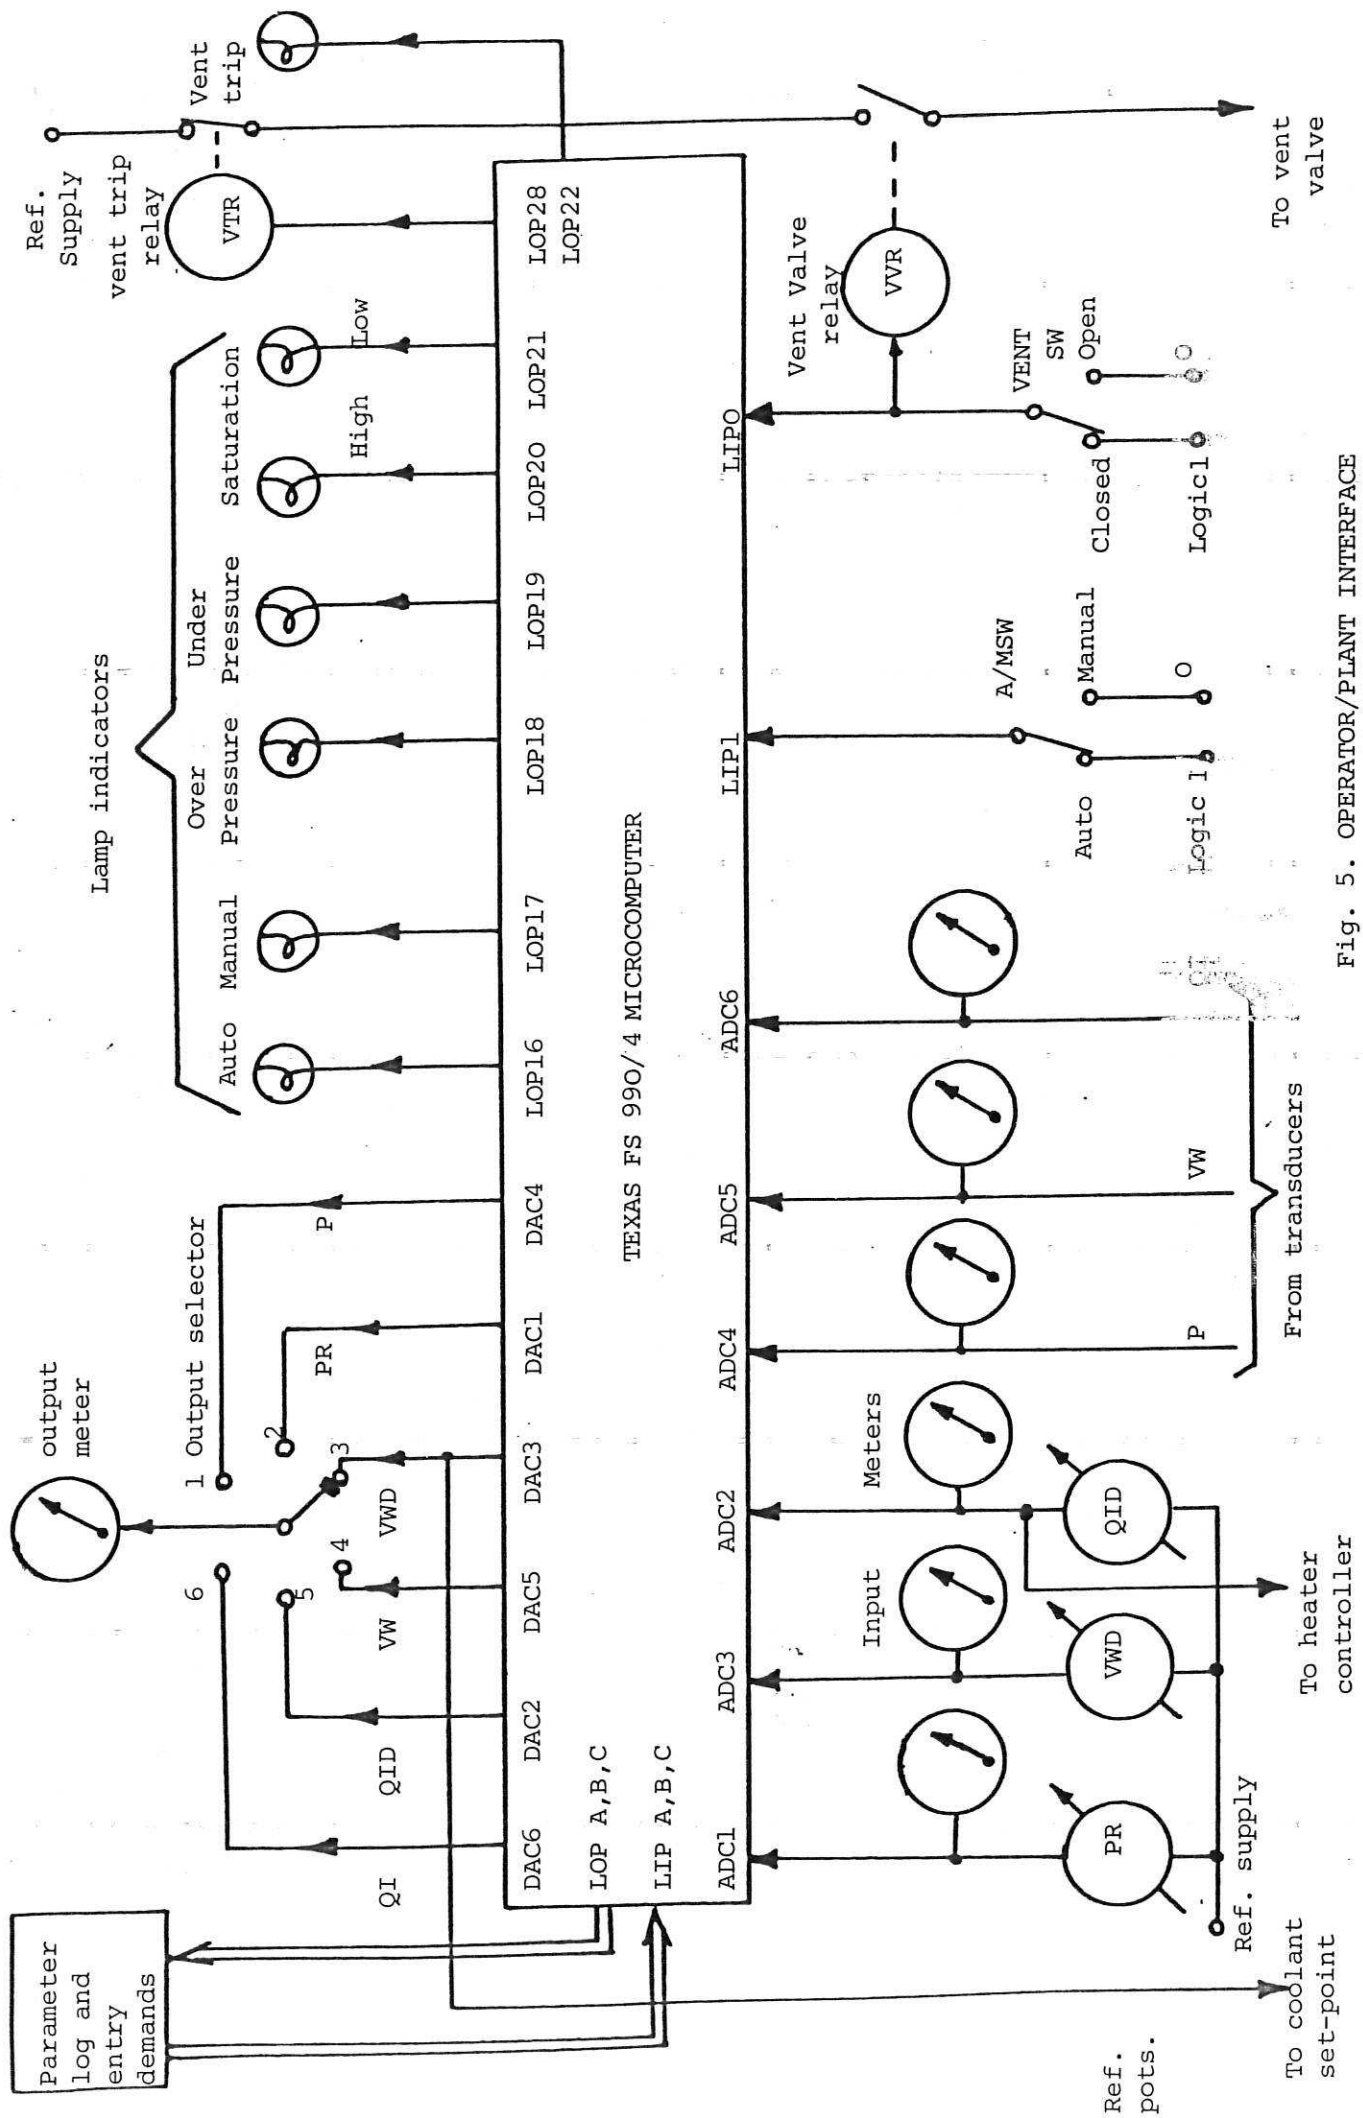 Parameter
log and
entry
demands
output
meter
1 Output selector
2
3
4
5
6
QI
QID
VW
VWD
PR
P
Lamp indicators
Auto
Manual
Over
Pressure
Under
Pressure
Saturation
High
Low
Ref.
Supply
vent trip
relay
VTR
Vent
trip
DAC6
DAC2
DAC5
DAC3
DAC1
DAC4
LOP16
LOP17
LOP18
LOP19
LOP20
LOP21
LOP28
LOP22
LOP A,B,C
LIP A,B,C
TEXAS FS 990/4 MICROCOMPUTER
ADC1
ADC3
ADC2
ADC4
ADC5
ADC6
LIP1
LIP0
Input
Meters
PR
VWD
QID
P
VW
A/MSW
Auto
Manual
Logic 1
O
Vent Valve
relay
VVR
VENT
SW
Closed
Open
Logic1
O
Ref.
pots.
Ref. supply
To coolant
set-point
To heater
controller
From transducers
To vent
valve
Fig. 5. OPERATOR/PLANT INTERFACE